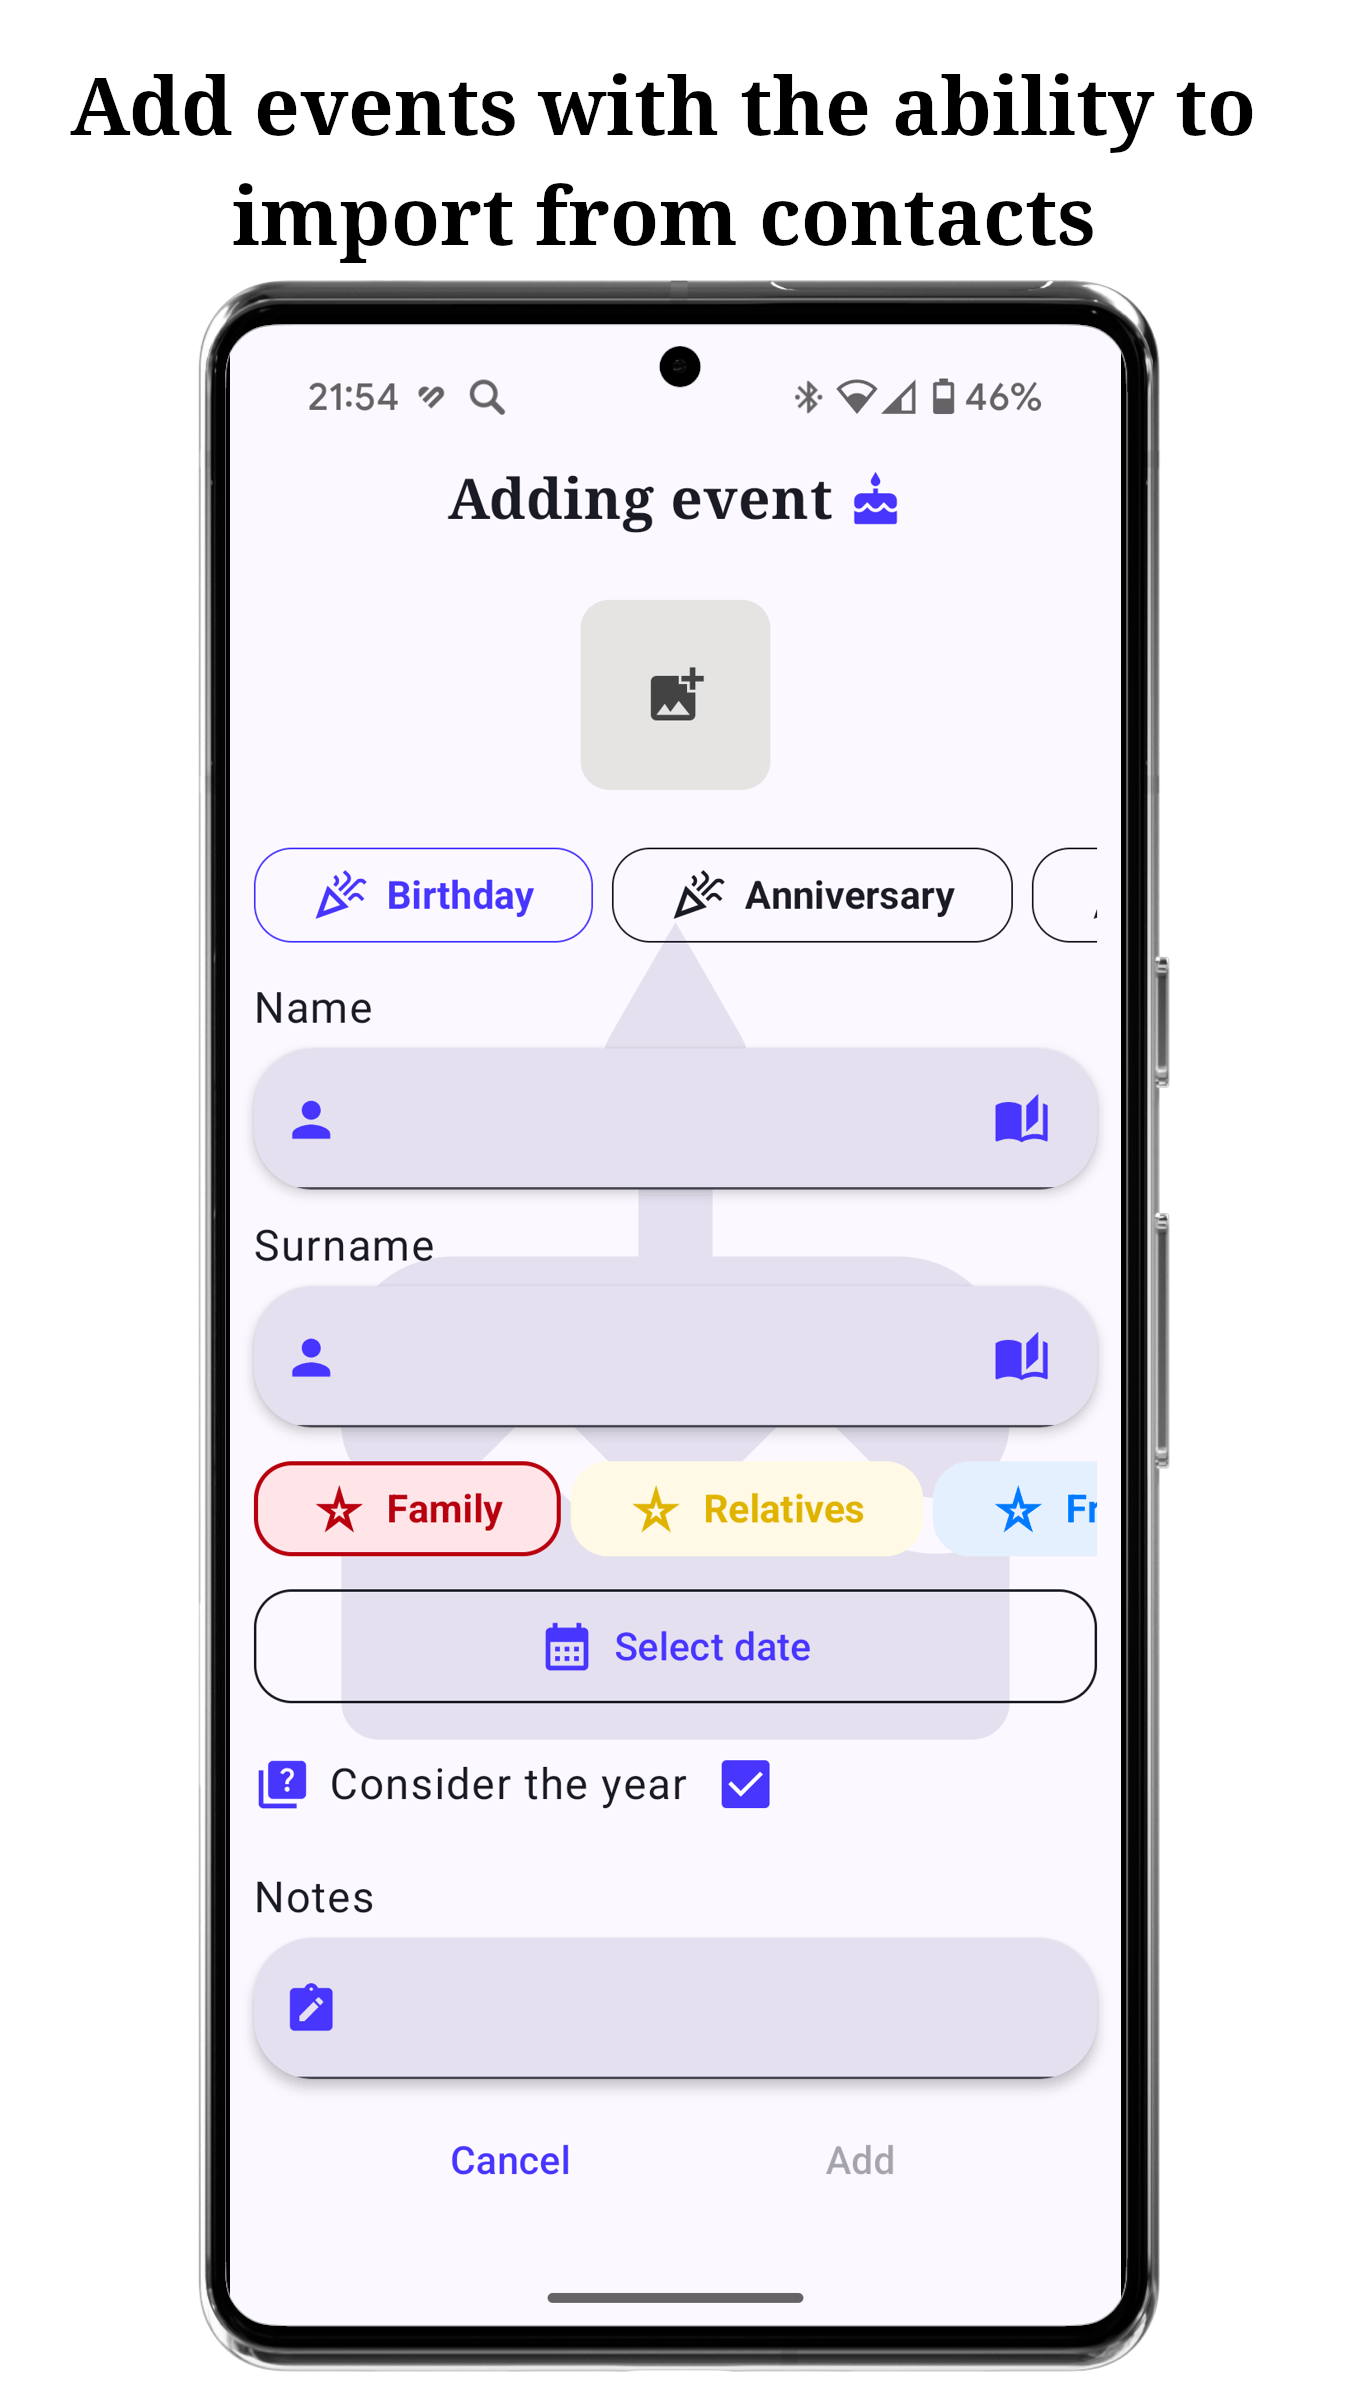 Add events with the ability to
import from contacts
21:54 46%
Adding event
Birthday Anniversary
Name
Surname
Family Relatives Fr
Select date
Consider the year
Notes
Cancel Add